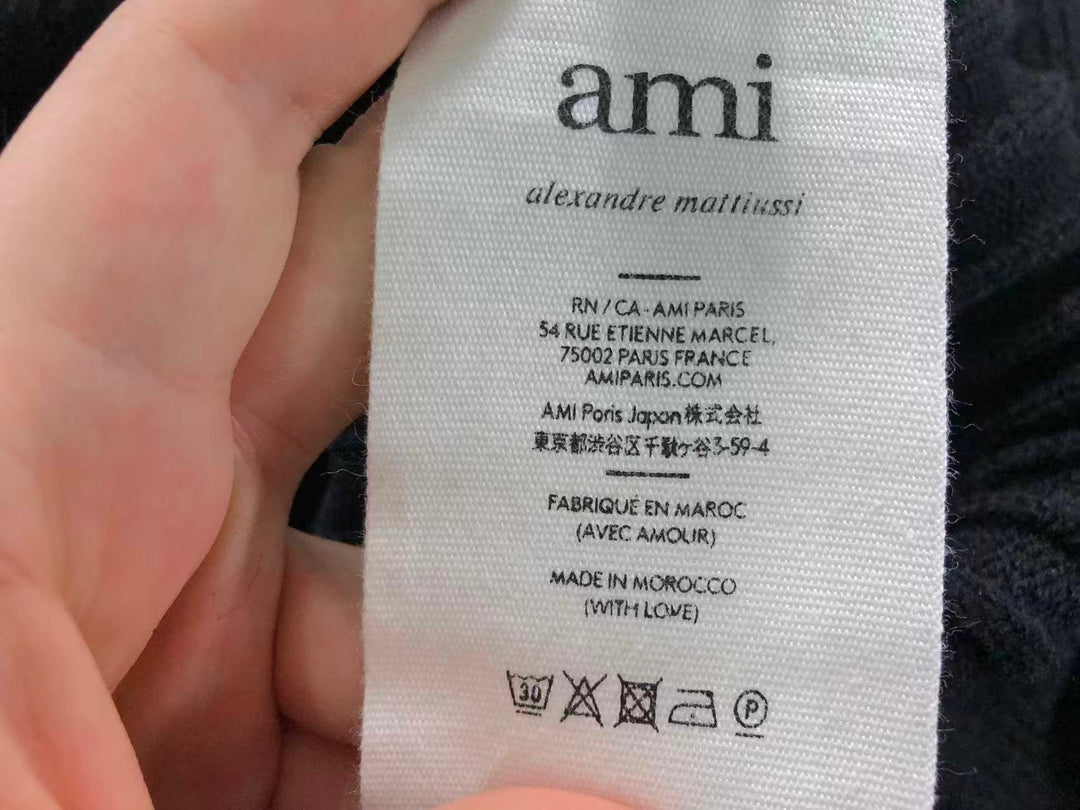 ami
alexandre mattiussi
RN / CA - AMI PARIS
54 RUE ETIENNE MARCEL,
75002 PARIS FRANCE
AMIPARIS.COM
AMI Poris Japon 株式会社
東京都渋谷区千駄ヶ谷3-59-4
FABRIQUÉ EN MAROC
(AVEC AMOUR)
MADE IN MOROCCO
(WITH LOVE)
30 P